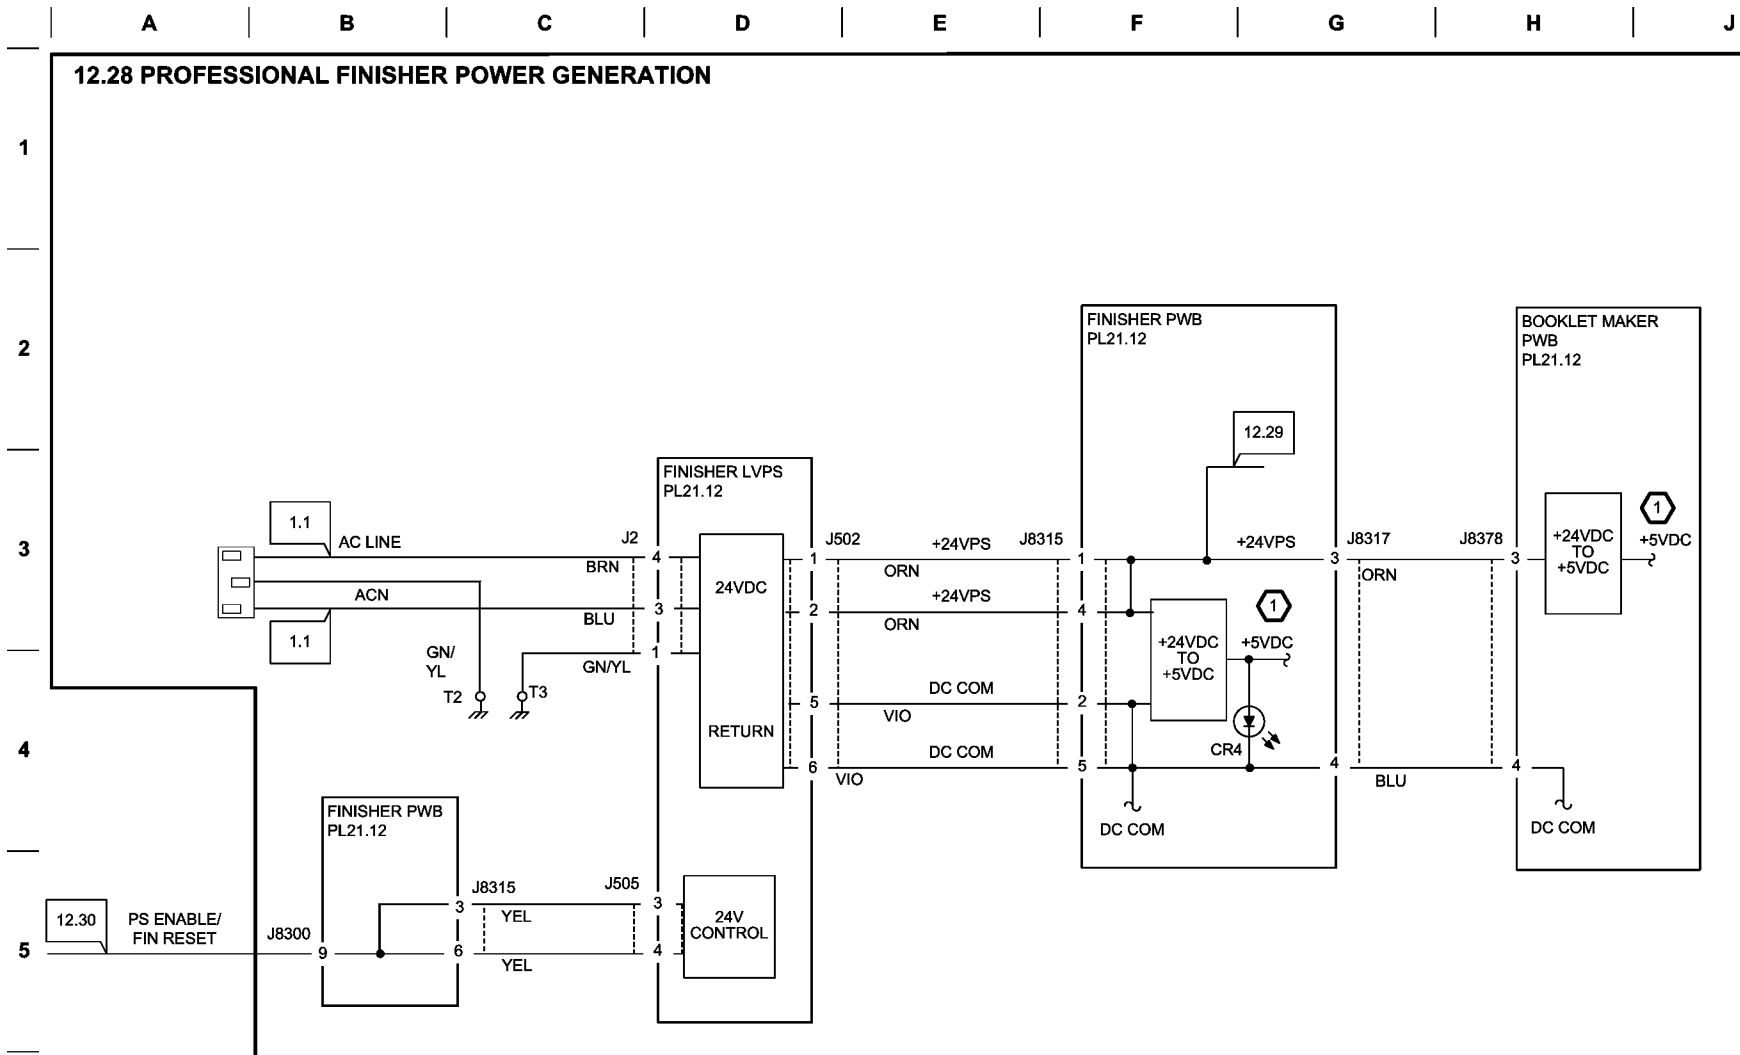 A B C D E F G H J
12.28 PROFESSIONAL FINISHER POWER GENERATION
1
2
FINISHER PWB
PL21.12
BOOKLET MAKER
PWB
PL21.12
12.29
FINISHER LVPS
PL21.12
3
1.1
AC LINE
BRN
J2
4
ACN
BLU
3
1.1
GN/
YL
GN/YL
1
T2
T3
24VDC
RETURN
1
J502
+24VPS
ORN
J8315
1
2
+24VPS
ORN
4
5
DC COM
VIO
2
6
DC COM
VIO
5
+24VDC
TO
+5VDC
1
+5VDC
CR4
DC COM
+24VPS
3
J8317
ORN
J8378
3
+24VDC
TO
+5VDC
1
+5VDC
4
BLU
4
DC COM
4
FINISHER PWB
PL21.12
5
12.30
PS ENABLE/
FIN RESET
J8300
9
J8315
3
YEL
J505
3
6
YEL
4
24V
CONTROL